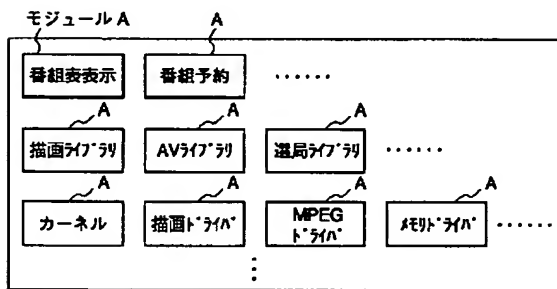 モジュールA A
番組表表示 番組予約 ……
A A A
描画ﾗｲﾌﾞﾗﾘ AVﾗｲﾌﾞﾗﾘ 選局ﾗｲﾌﾞﾗﾘ ……
A A A A
カーネル 描画ﾄﾞﾗｲﾊﾞ MPEG
ﾄﾞﾗｲﾊﾞ ﾒﾓﾘﾄﾞﾗｲﾊﾞ ……